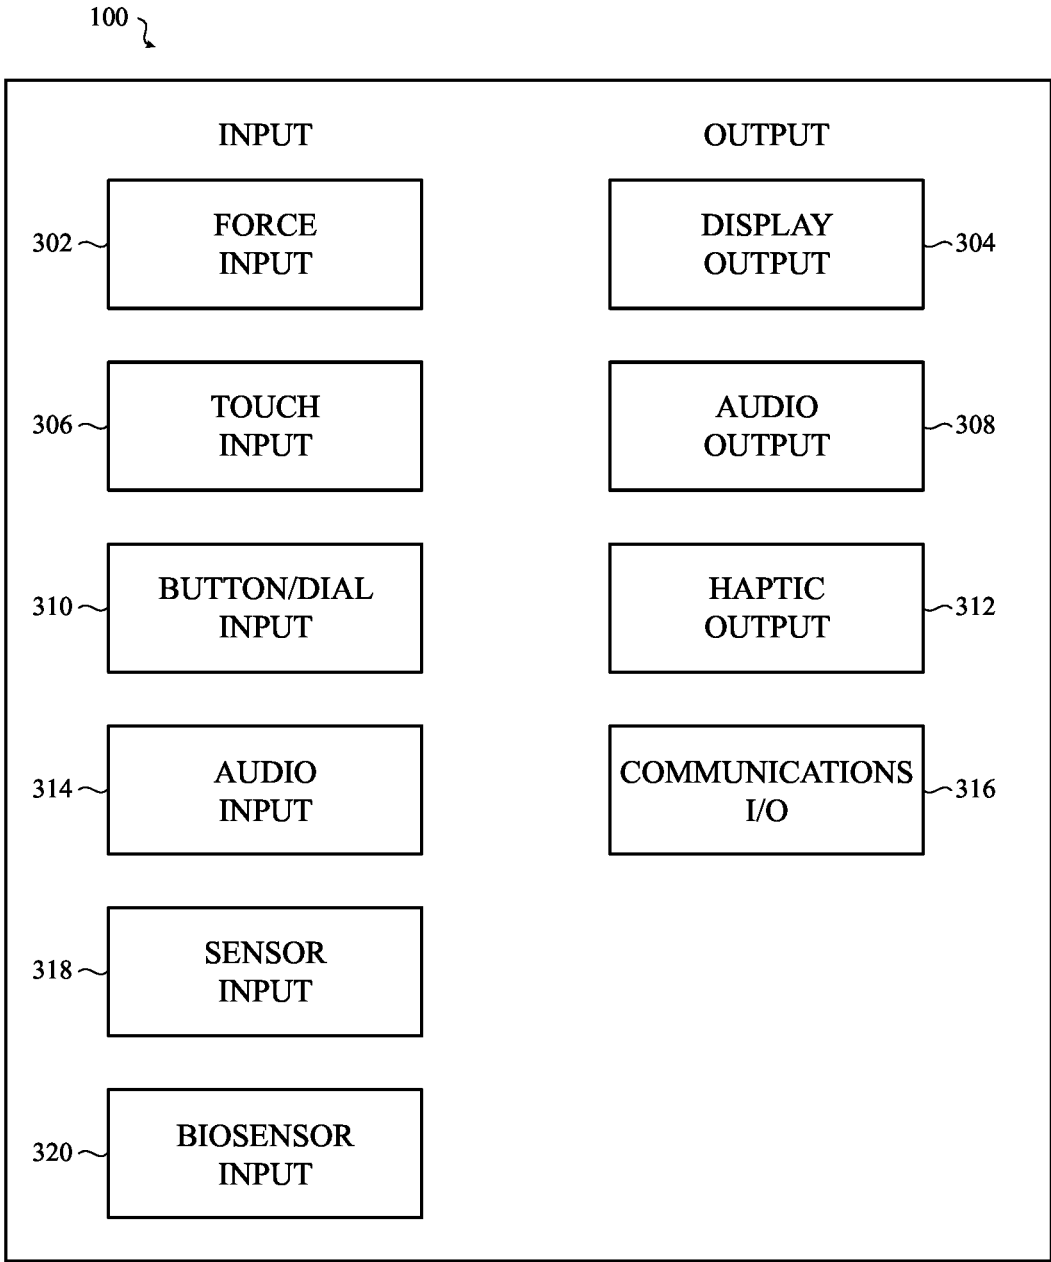 100
INPUT
OUTPUT
302
FORCE
INPUT
DISPLAY
OUTPUT
304
306
TOUCH
INPUT
AUDIO
OUTPUT
308
310
BUTTON/DIAL
INPUT
HAPTIC
OUTPUT
312
314
AUDIO
INPUT
COMMUNICATIONS
I/O
316
318
SENSOR
INPUT
320
BIOSENSOR
INPUT